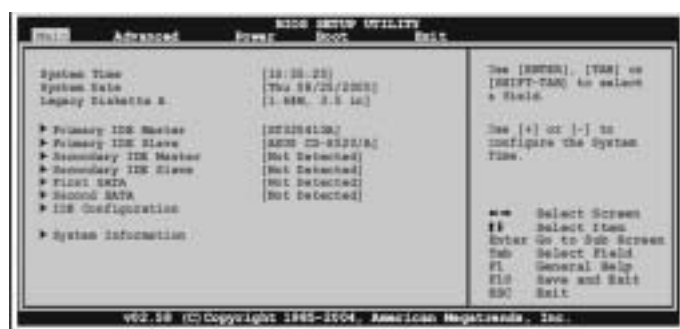 BIOS SETUP UTILITY
Main Advanced Power Boot Exit
System Time
System Date [Thu 08/25/2005]
Legacy Diskette A [1.44M, 3.5 in]
Primary IDE Master
Primary IDE Slave
Secondary IDE Master [Not Detected]
Secondary IDE Slave [Not Detected]
First SATA [Not Detected]
Second SATA [Not Detected]
IDE Configuration
System Information
Use [ENTER], [TAB] or
[SHIFT-TAB] to select
a field.
Use [+] or [-] to
configure the System
Time.
Select Screen
Select Item
Enter Go to Sub Screen
Tab Select Field
F1 General Help
F10 Save and Exit
ESC Exit
v02.58 (C)Copyright 1985-2004, American Megatrends, Inc.